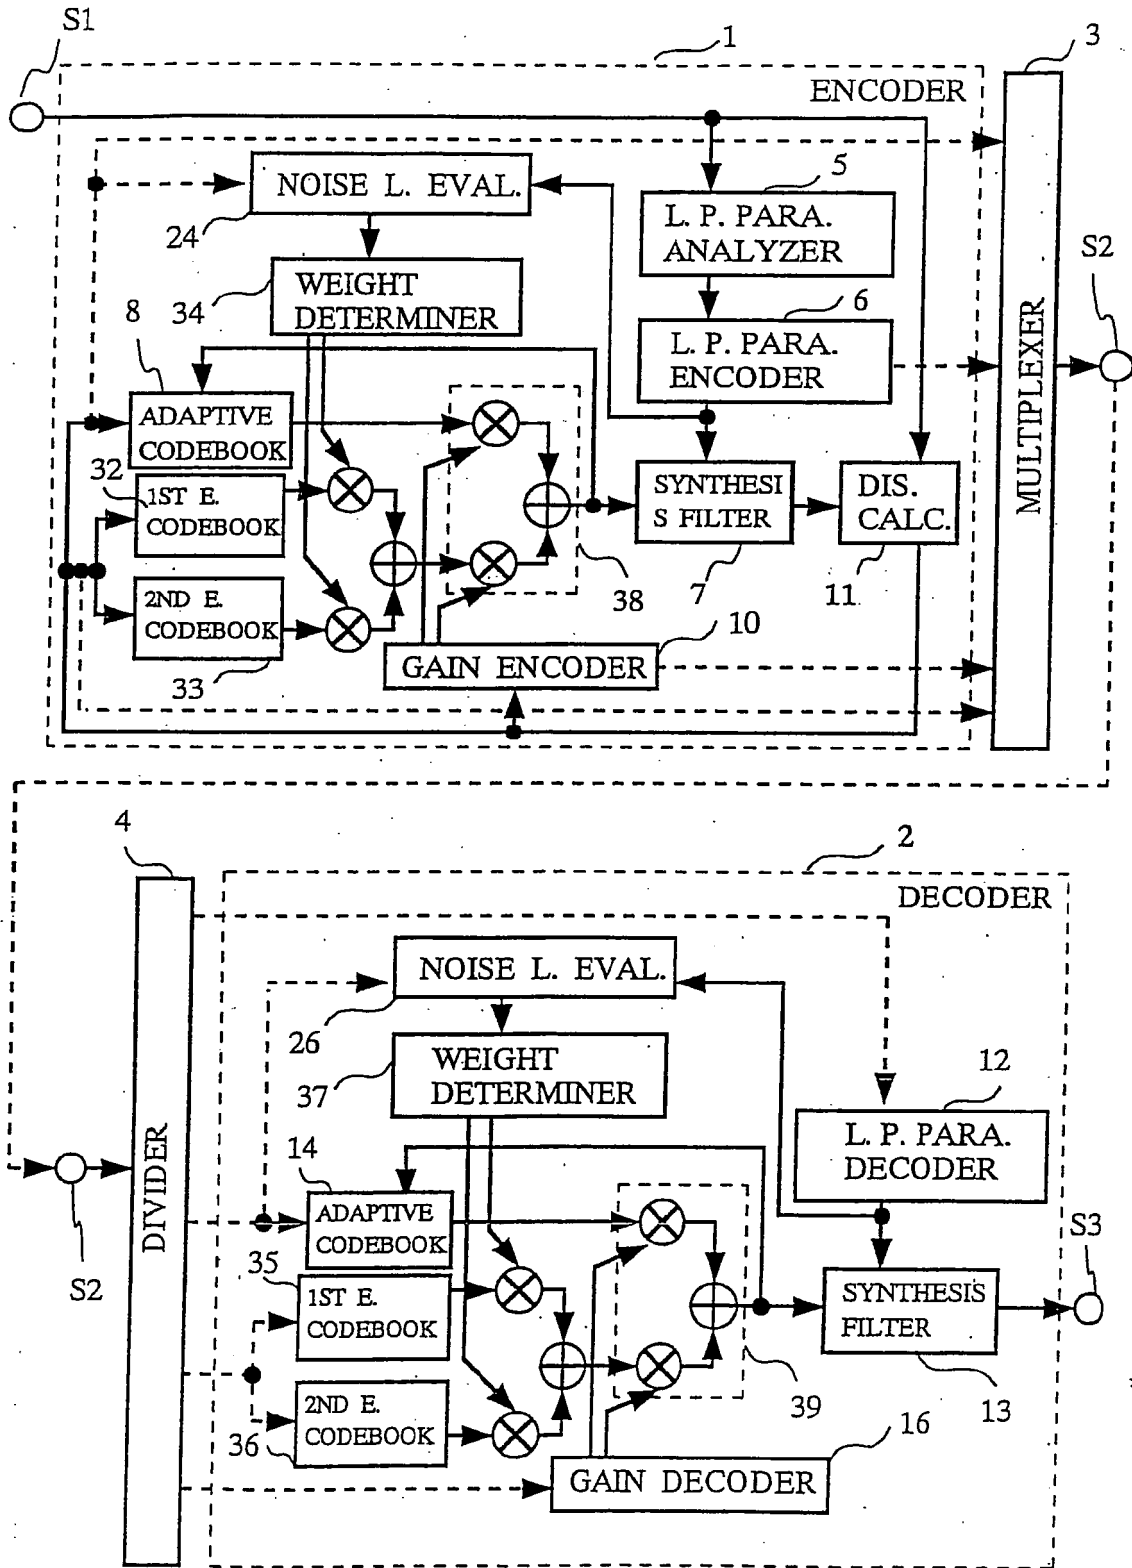 S1
1
3
ENCODER
NOISE L. EVAL.
5
24
L. P. PARA.
ANALYZER
S2
WEIGHT
DETERMINER
34
6
8
L. P. PARA.
ENCODER
MULTIPLEXER
ADAPTIVE
CODEBOOK
32
1ST E.
CODEBOOK
SYNTHESI
S FILTER
DIS.
CALC.
2ND E.
CODEBOOK
38
7
11
10
33
GAIN ENCODER
4
2
DECODER
NOISE L. EVAL.
26
WEIGHT
DETERMINER
37
12
L. P. PARA.
DECODER
DIVIDER
14
ADAPTIVE
CODEBOOK
S2
S3
35
1ST E.
CODEBOOK
SYNTHESIS
FILTER
2ND E.
CODEBOOK
36
39
13
16
GAIN DECODER